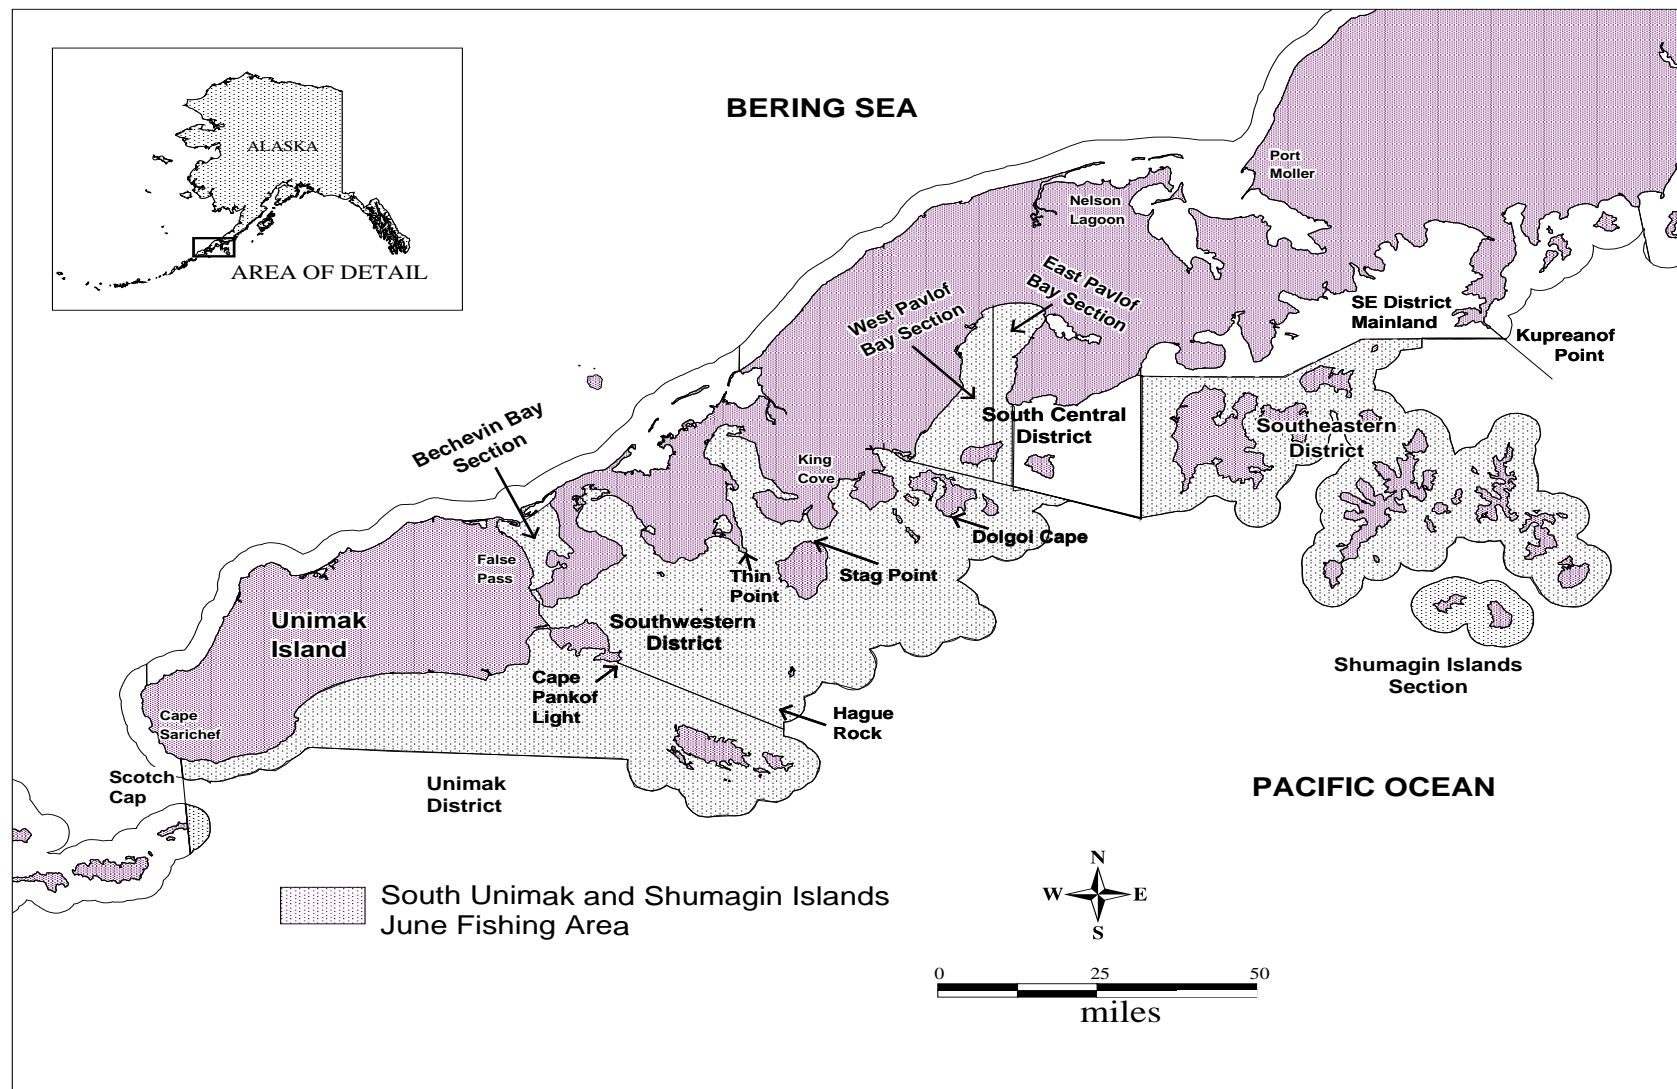 ALASKA
AREA OF DETAIL
BERING SEA
Port
Moller
Nelson
Lagoon
East Pavlof
Bay Section
West Pavlof
Bay Section
SE District
Mainland
Kupreanof
Point
South Central
District
Southeastern
District
Bechevin Bay
Section
King
Cove
Dolgoi Cape
False
Pass
Thin
Point
Stag Point
Unimak
Island
Southwestern
District
Shumagin Islands
Section
Cape
Pankof
Light
Cape
Sarichef
Hague
Rock
Scotch
Cap
Unimak
District
PACIFIC OCEAN
South Unimak and Shumagin Islands
June Fishing Area
N
W E
S
0 25 50
miles